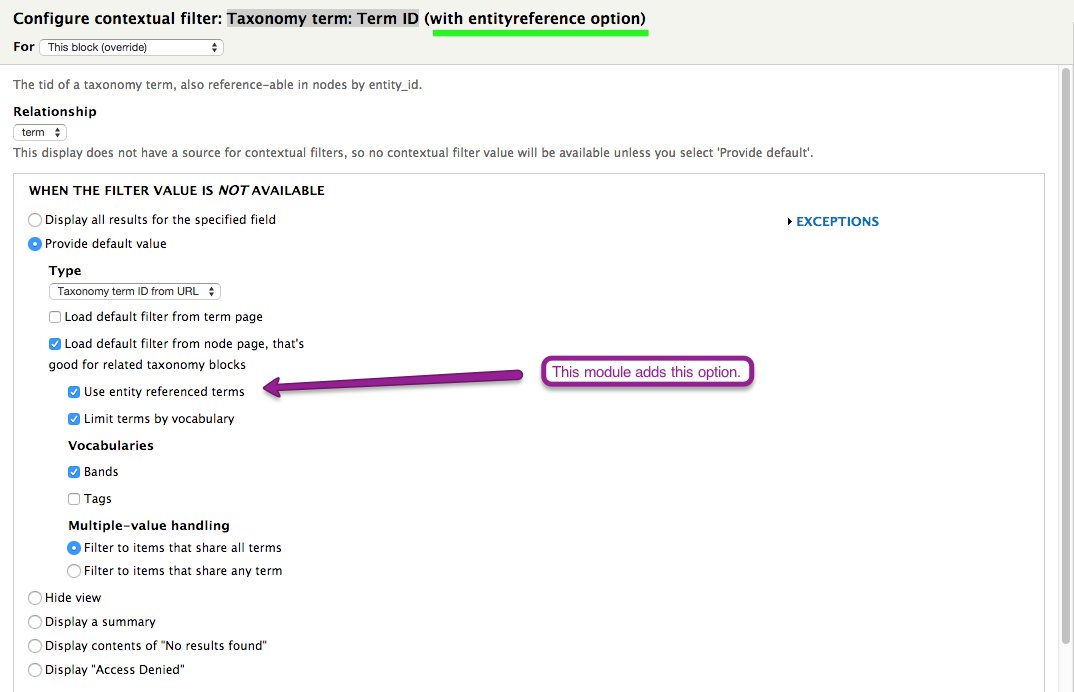 Configure contextual filter: Taxonomy term: Term ID (with entityreference option)
For This block (override)
The tid of a taxonomy term, also reference-able in nodes by entity_id.
Relationship
term
This display does not have a source for contextual filters, so no contextual filter value will be available unless you select 'Provide default'.
WHEN THE FILTER VALUE IS NOT AVAILABLE
Display all results for the specified field
EXCEPTIONS
Provide default value
Type
Taxonomy term ID from URL
Load default filter from term page
Load default filter from node page, that's
good for related taxonomy blocks
This module adds this option.
Use entity referenced terms
Limit terms by vocabulary
Vocabularies
Bands
Tags
Multiple-value handling
Filter to items that share all terms
Filter to items that share any term
Hide view
Display a summary
Display contents of "No results found"
Display "Access Denied"